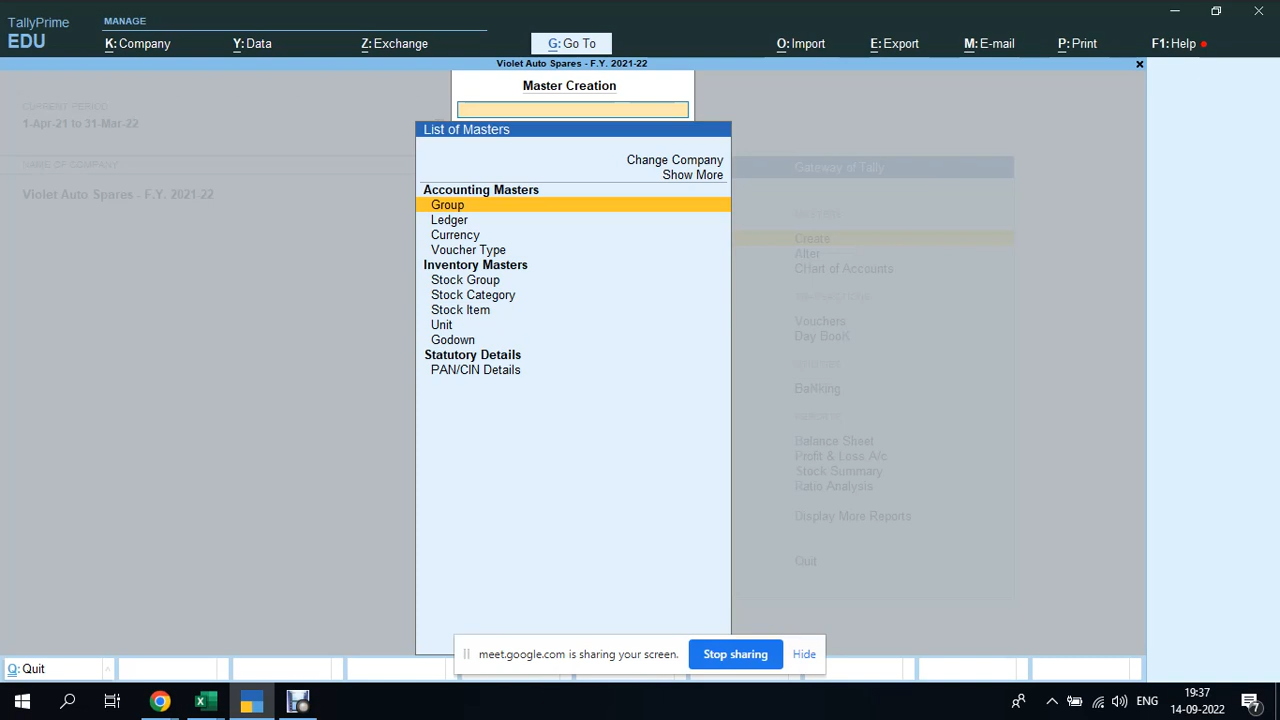 TallyPrime
EDU
MANAGE
K: Company
Y: Data
Z: Exchange
G: Go To
O: Import
E: Export
M: E-mail
P: Print
F1: Help
Violet Auto Spares - F.Y. 2021-22
CURRENT PERIOD
1-Apr-21 to 31-Mar-22
NAME OF COMPANY
Violet Auto Spares - F.Y. 2021-22
Master Creation
List of Masters
Change Company
Show More
Accounting Masters
Group
Ledger
Currency
Voucher Type
Inventory Masters
Stock Group
Stock Category
Stock Item
Unit
Godown
Statutory Details
PAN/CIN Details
Gateway of Tally
Create
Alter
CHart of Accounts
Vouchers
Day BooK
BaNking
Balance Sheet
Profit & Loss A/c
Stock Summary
Ratio Analysis
Display More Reports
Quit
meet.google.com is sharing your screen.
Stop sharing
Hide
Q: Quit
ENG
19:37
14-09-2022
7